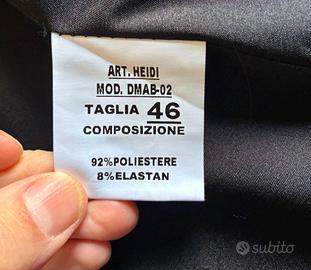 ART. HEIDI
MOD. DMAB-02
TAGLIA 46
COMPOSIZIONE
92%POLIESTERE
8%ELASTAN
subito